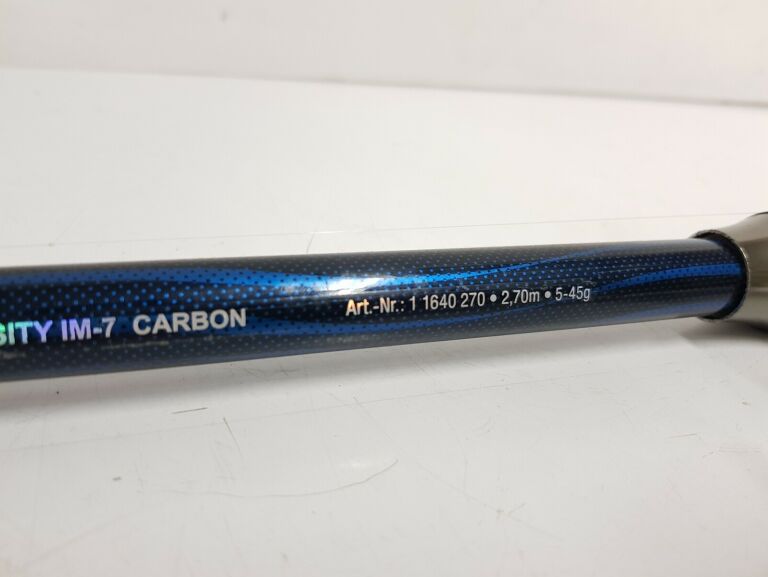 SITY IM-7 CARBON
Art.-Nr.: 1 1640 270 • 2,70m • 5-45g